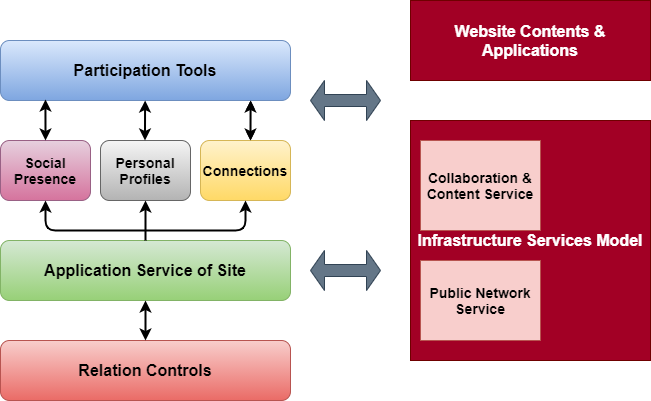 Participation Tools
Social
Presence
Personal
Profiles
Connections
Application Service of Site
Relation Controls
Website Contents &
Applications
Collaboration &
Content Service
Infrastructure Services Model
Public Network
Service